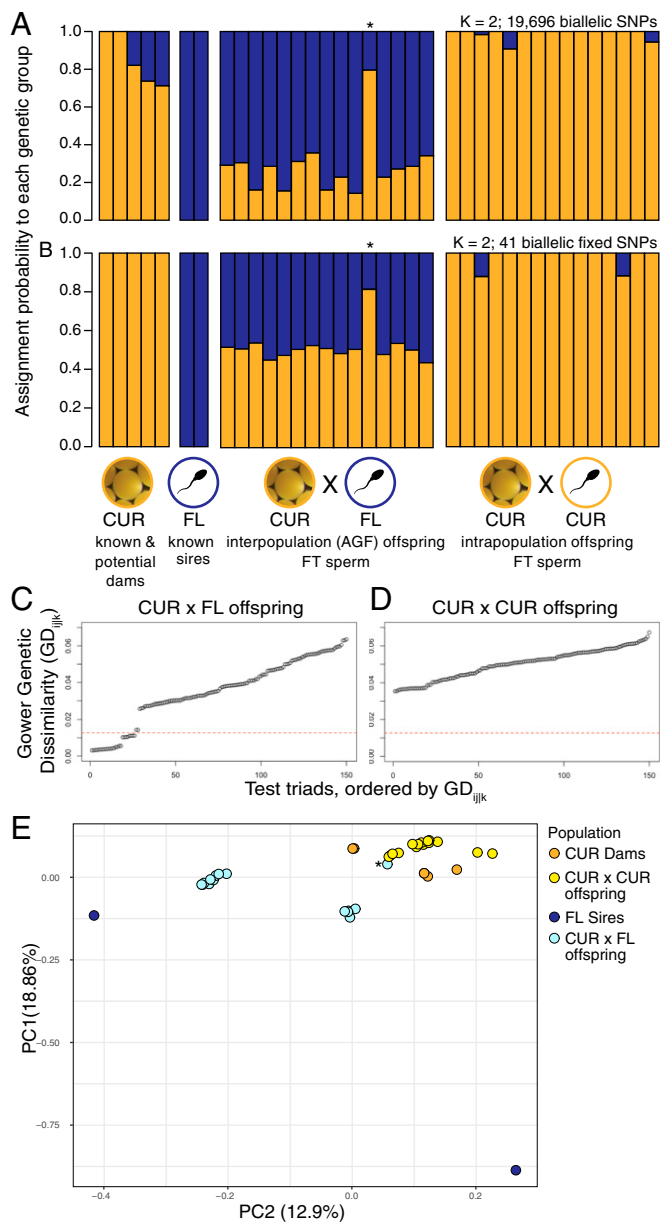 A
*
K = 2; 19,696 biallelic SNPs
1.0
0.8
0.6
0.4
0.2
0.0
B
*
K = 2; 41 biallelic fixed SNPs
1.0
0.8
0.6
0.4
0.2
0.0
Assignment probability to each genetic group
X
X
CUR
known &
potential
dams
FL
known
sires
CUR FL
interpopulation (AGF) offspring
FT sperm
CUR CUR
intrapopulation offspring
FT sperm
C
CUR x FL offspring
D
CUR x CUR offspring
Gower Genetic
Dissimilarity (GDij|k)
0.06
0.04
0.02
0.00
0 50 100 150
0.06
0.04
0.02
0.00
0 50 100 150
Test triads, ordered by GDij|k
E
*
PC1(18.86%)
0.00
−0.25
−0.50
−0.75
−0.4 −0.2 0.0 0.2
PC2 (12.9%)
Population
CUR Dams
CUR x CUR
offspring
FL Sires
CUR x FL
offspring